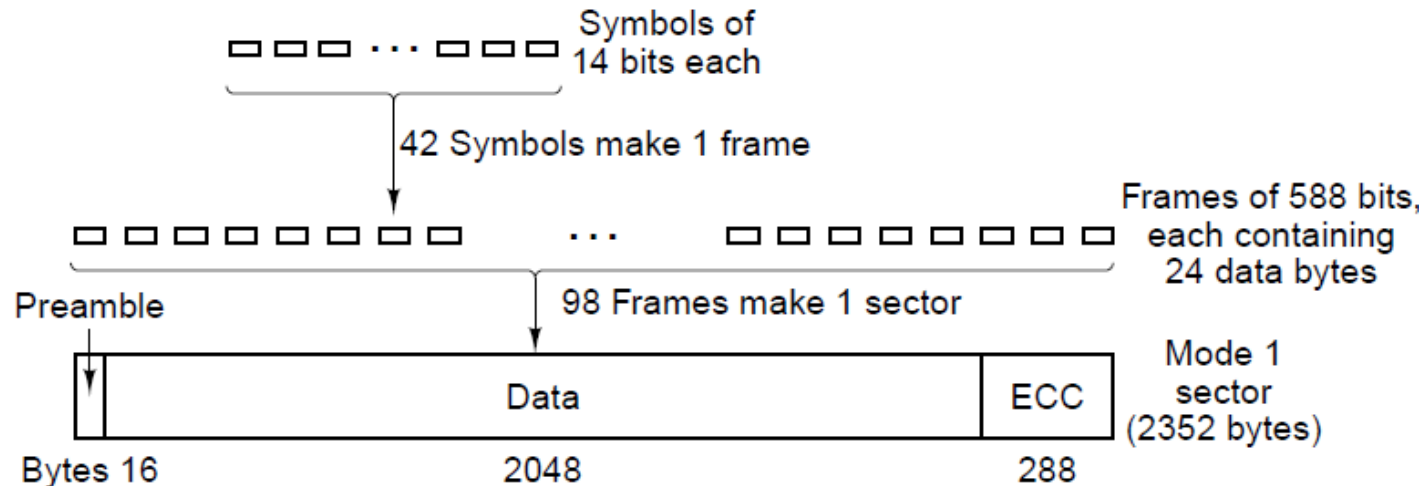 Symbols of
14 bits each
42 Symbols make 1 frame
Frames of 588 bits,
each containing
24 data bytes
Preamble
98 Frames make 1 sector
Mode 1
sector
(2352 bytes)
Data
ECC
Bytes 16
2048
288